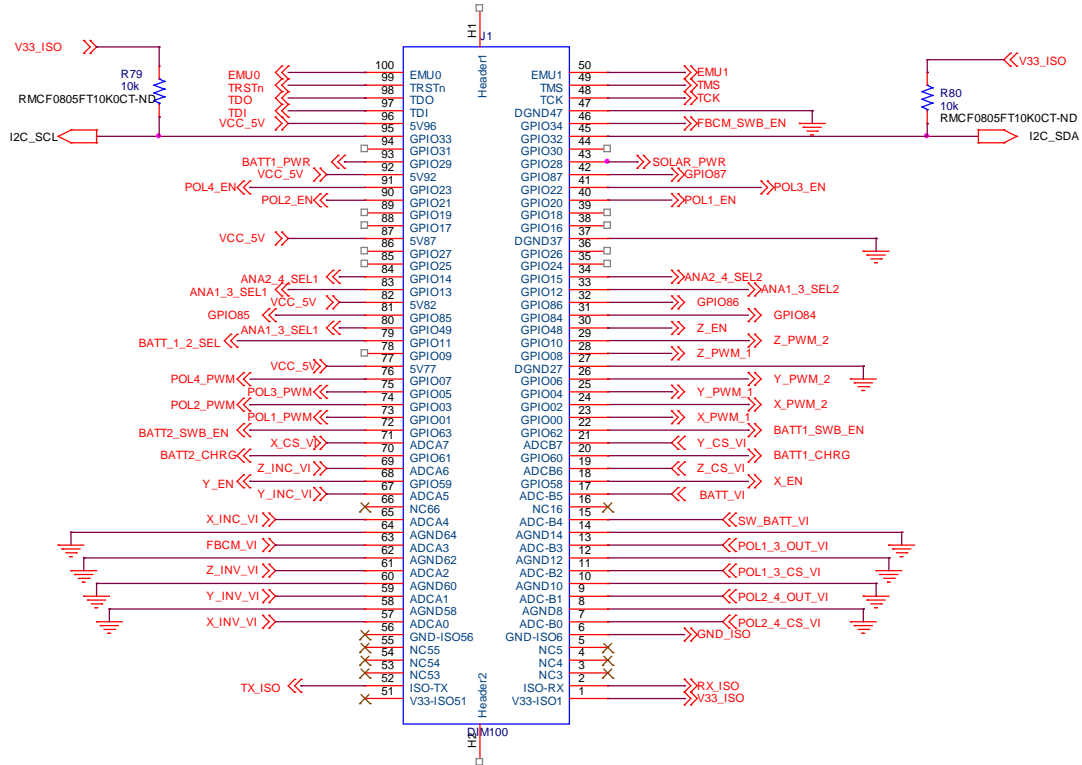 H1
J1
Header1
V33_ISO
R79
10k
RMCF0805FT10K0CT-ND
I2C_SCL
V33_ISO
R80
10k
RMCF0805FT10K0CT-ND
I2C_SDA
EMU0 100 EMU0 EMU1 50 EMU1
TRSTn 99 TRSTn TMS 49 TMS
TDO 98 TDO TCK 48 TCK
TDI 97 TDI DGND47 47
VCC_5V 96 5V96 GPIO34 46 FBCM_SWB_EN
95 GPIO33 GPIO32 45
94 GPIO31 GPIO30 44
BATT1_PWR 93 GPIO29 GPIO28 43 SOLAR_PWR
VCC_5V 92 5V92 GPIO87 42 GPIO87
POL4_EN 91 GPIO23 GPIO22 41 POL3_EN
POL2_EN 90 GPIO21 GPIO20 40 POL1_EN
89 GPIO19 GPIO18 39
88 GPIO17 GPIO16 38
VCC_5V 87 5V87 DGND37 37
86 GPIO27 GPIO26 36
85 GPIO25 GPIO24 35
ANA2_4_SEL1 84 GPIO14 GPIO15 34 ANA2_4_SEL2
ANA1_3_SEL1 83 GPIO13 GPIO12 33 ANA1_3_SEL2
VCC_5V 82 5V82 GPIO86 32 GPIO86
GPIO85 81 GPIO85 GPIO84 31 GPIO84
ANA1_3_SEL1 80 GPIO49 GPIO48 30 Z_EN
BATT_1_2_SEL 79 GPIO11 GPIO10 29 Z_PWM_2
78 GPIO09 GPIO08 28 Z_PWM_1
VCC_5V 77 5V77 DGND27 27
POL4_PWM 76 GPIO07 GPIO06 26 Y_PWM_2
POL3_PWM 75 GPIO05 GPIO04 25 Y_PWM_1
POL2_PWM 74 GPIO03 GPIO02 24 X_PWM_2
POL1_PWM 73 GPIO01 GPIO00 23 X_PWM_1
BATT2_SWB_EN 72 GPIO63 GPIO62 22 BATT1_SWB_EN
X_CS_VI 71 ADCA7 ADCB7 21 Y_CS_VI
BATT2_CHRG 70 GPIO61 GPIO60 20 BATT1_CHRG
Z_INC_VI 69 ADCA6 ADCB6 19 Z_CS_VI
Y_EN 68 GPIO59 GPIO58 18 X_EN
Y_INC_VI 67 ADCA5 ADC-B5 17 BATT_VI
66 NC66 NC16 16
X_INC_VI 65 ADCA4 ADC-B4 15 SW_BATT_VI
64 AGND64 AGND14 14
FBCM_VI 63 ADCA3 ADC-B3 13 POL1_3_OUT_VI
62 AGND62 AGND12 12
Z_INV_VI 61 ADCA2 ADC-B2 11 POL1_3_CS_VI
60 AGND60 AGND10 10
Y_INV_VI 59 ADCA1 ADC-B1 9 POL2_4_OUT_VI
58 AGND58 AGND8 8
X_INV_VI 57 ADCA0 ADC-B0 7 POL2_4_CS_VI
56 GND-ISO56 GND-ISO6 6 GND_ISO
55 NC55 NC5 5
54 NC54 NC4 4
53 NC53 NC3 3
TX_ISO 52 ISO-TX ISO-RX 2 RX_ISO
51 V33-ISO51 V33-ISO1 1 V33_ISO
Header2
DIM100
H2